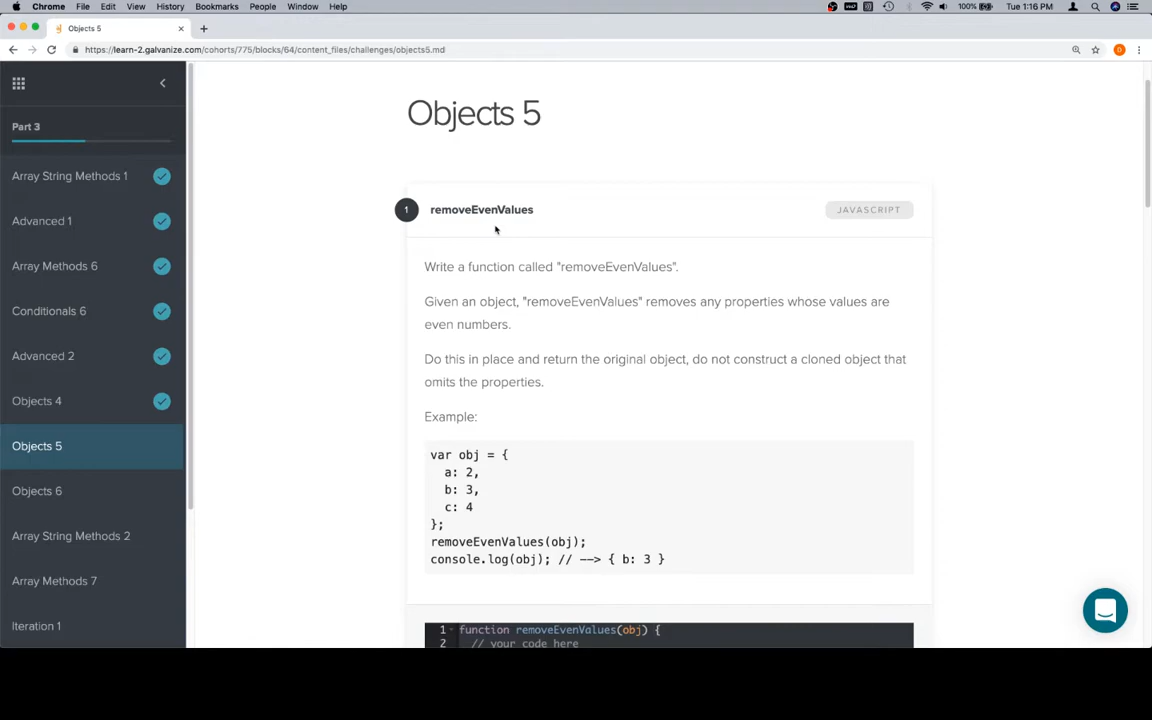 Chrome File Edit View History Bookmarks People Window Help 100% Tue 1:16 PM
Objects 5
https://learn-2.galvanize.com/cohorts/775/blocks/64/content_files/challenges/objects5.md
Part 3
Array String Methods 1
Advanced 1
Array Methods 6
Conditionals 6
Advanced 2
Objects 4
Objects 5
Objects 6
Array String Methods 2
Array Methods 7
Iteration 1
Objects 5
1 removeEvenValues JAVASCRIPT
Write a function called "removeEvenValues".
Given an object, "removeEvenValues" removes any properties whose values are
even numbers.
Do this in place and return the original object, do not construct a cloned object that
omits the properties.
Example:
var obj = {
a: 2,
b: 3,
c: 4
};
removeEvenValues(obj);
console.log(obj); // --> { b: 3 }
1 function removeEvenValues(obj) {
2 // your code here